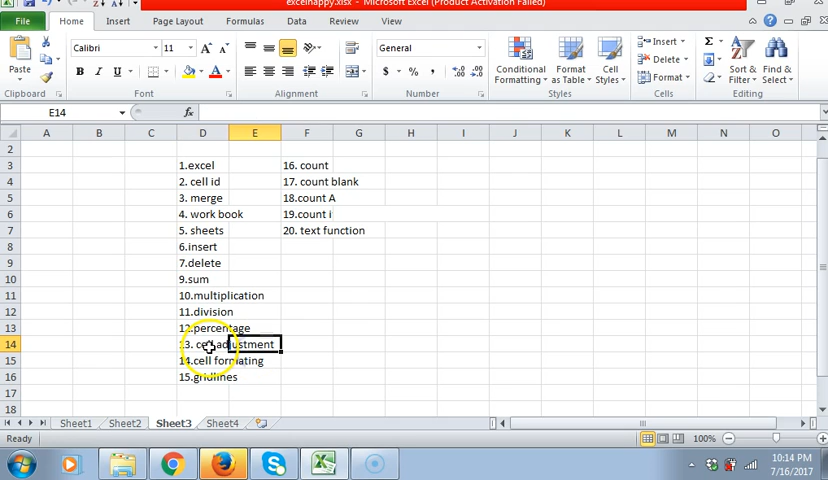 excelhappy.xlsx - Microsoft Excel (Product Activation Failed)
File Home Insert Page Layout Formulas Data Review View
Paste
Calibri 11
General
$ % ,
Conditional Formatting
Format as Table
Cell Styles
Insert
Delete
Format
Sort & Filter
Find & Select
Clipboard Font Alignment Number Styles Cells Editing
E14 fx
A B C D E F G H I J K L M N O
2
3 1.excel 16. count
4 2. cell id 17. count blank
5 3. merge 18.count A
6 4. work book 19.count i
7 5. sheets 20. text function
8 6.insert
9 7.delete
10 9.sum
11 10.multiplication
12 11.division
13 12.percentage
14 13. cell adjustment
15 14.cell formating
16 15.gridlines
17
18
Sheet1 Sheet2 Sheet3 Sheet4
Ready 100%
10:14 PM
7/16/2017